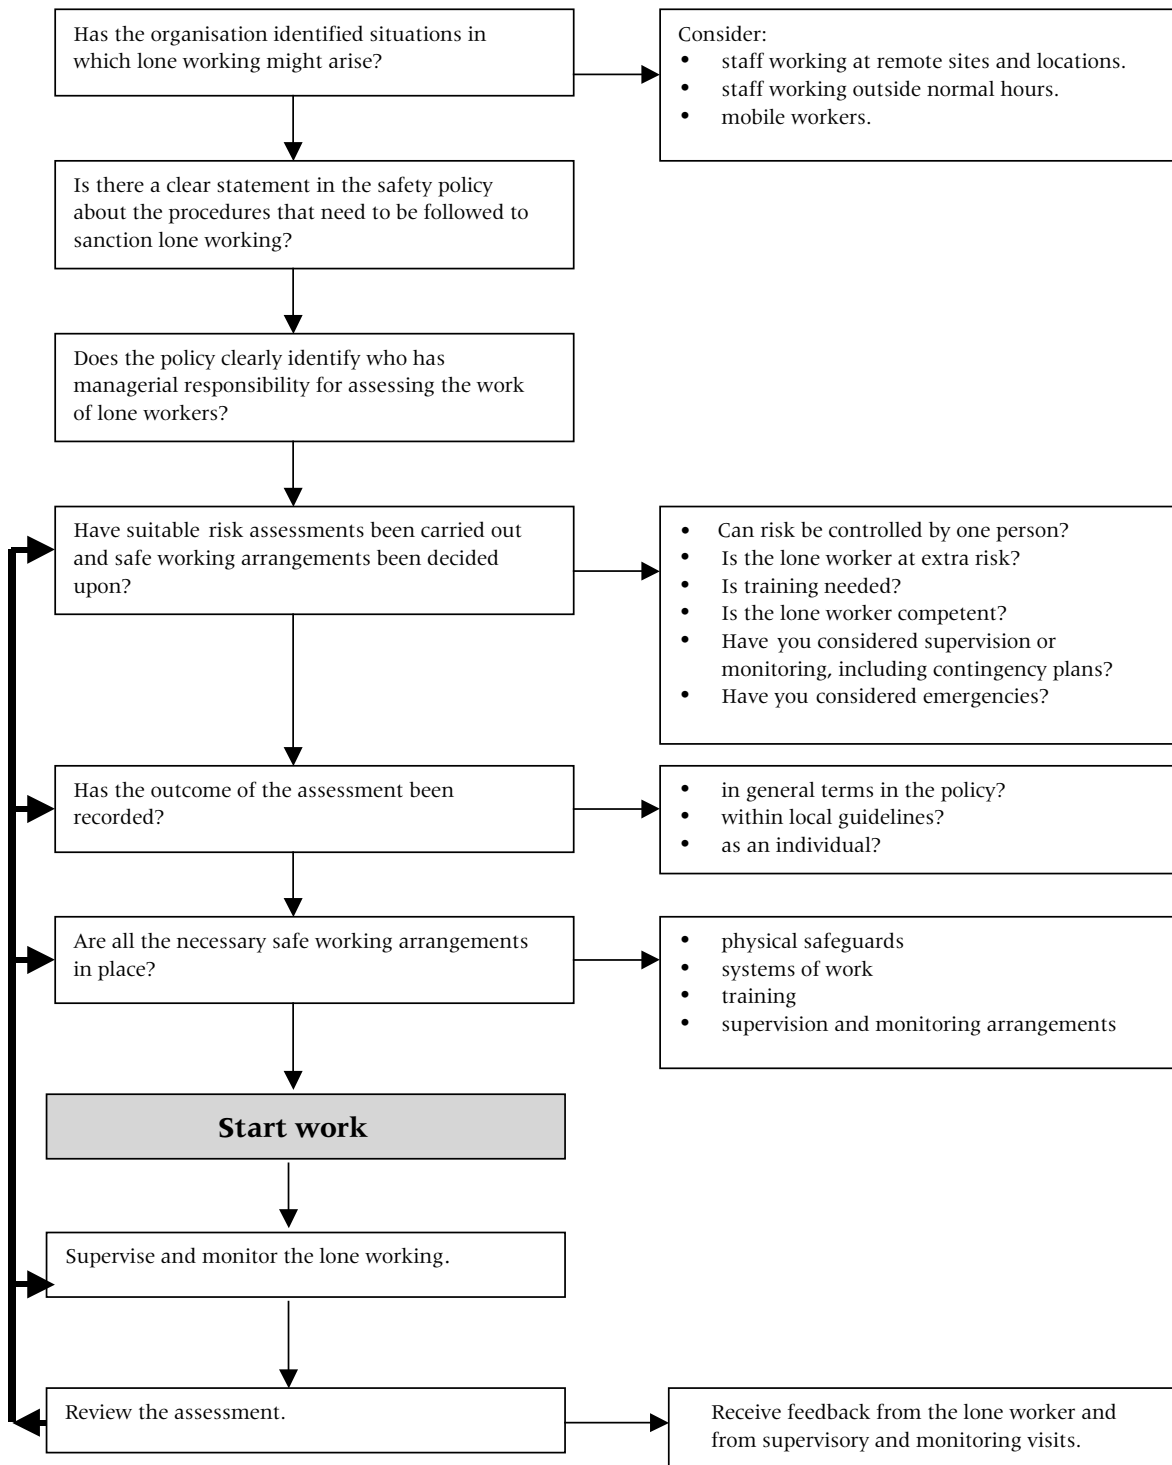 Has the organisation identified situations in
which lone working might arise?
Consider:
• staff working at remote sites and locations.
• staff working outside normal hours.
• mobile workers.
Is there a clear statement in the safety policy
about the procedures that need to be followed to
sanction lone working?
Does the policy clearly identify who has
managerial responsibility for assessing the work
of lone workers?
Have suitable risk assessments been carried out
and safe working arrangements been decided
upon?
• Can risk be controlled by one person?
• Is the lone worker at extra risk?
• Is training needed?
• Is the lone worker competent?
• Have you considered supervision or
monitoring, including contingency plans?
• Have you considered emergencies?
Has the outcome of the assessment been
recorded?
• in general terms in the policy?
• within local guidelines?
• as an individual?
Are all the necessary safe working arrangements
in place?
• physical safeguards
• systems of work
• training
• supervision and monitoring arrangements
Start work
Supervise and monitor the lone working.
Review the assessment.
Receive feedback from the lone worker and
from supervisory and monitoring visits.